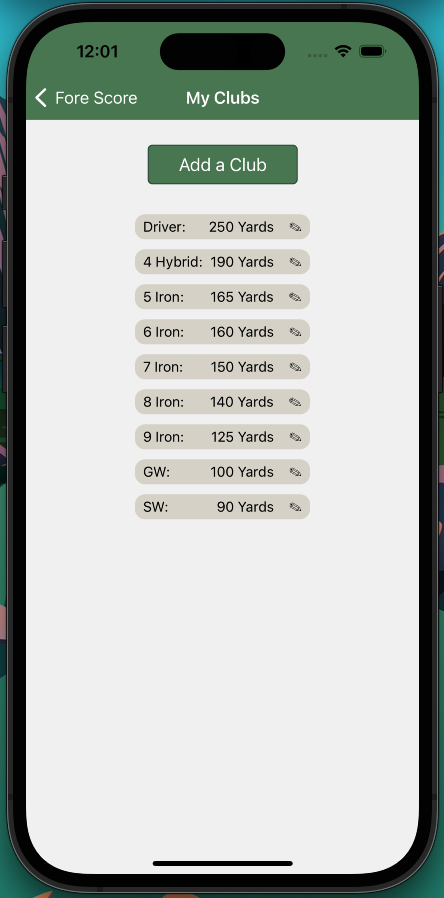 12:01
Fore Score My Clubs
Add a Club
Driver: 250 Yards ✎
4 Hybrid: 190 Yards ✎
5 Iron: 165 Yards ✎
6 Iron: 160 Yards ✎
7 Iron: 150 Yards ✎
8 Iron: 140 Yards ✎
9 Iron: 125 Yards ✎
GW: 100 Yards ✎
SW: 90 Yards ✎